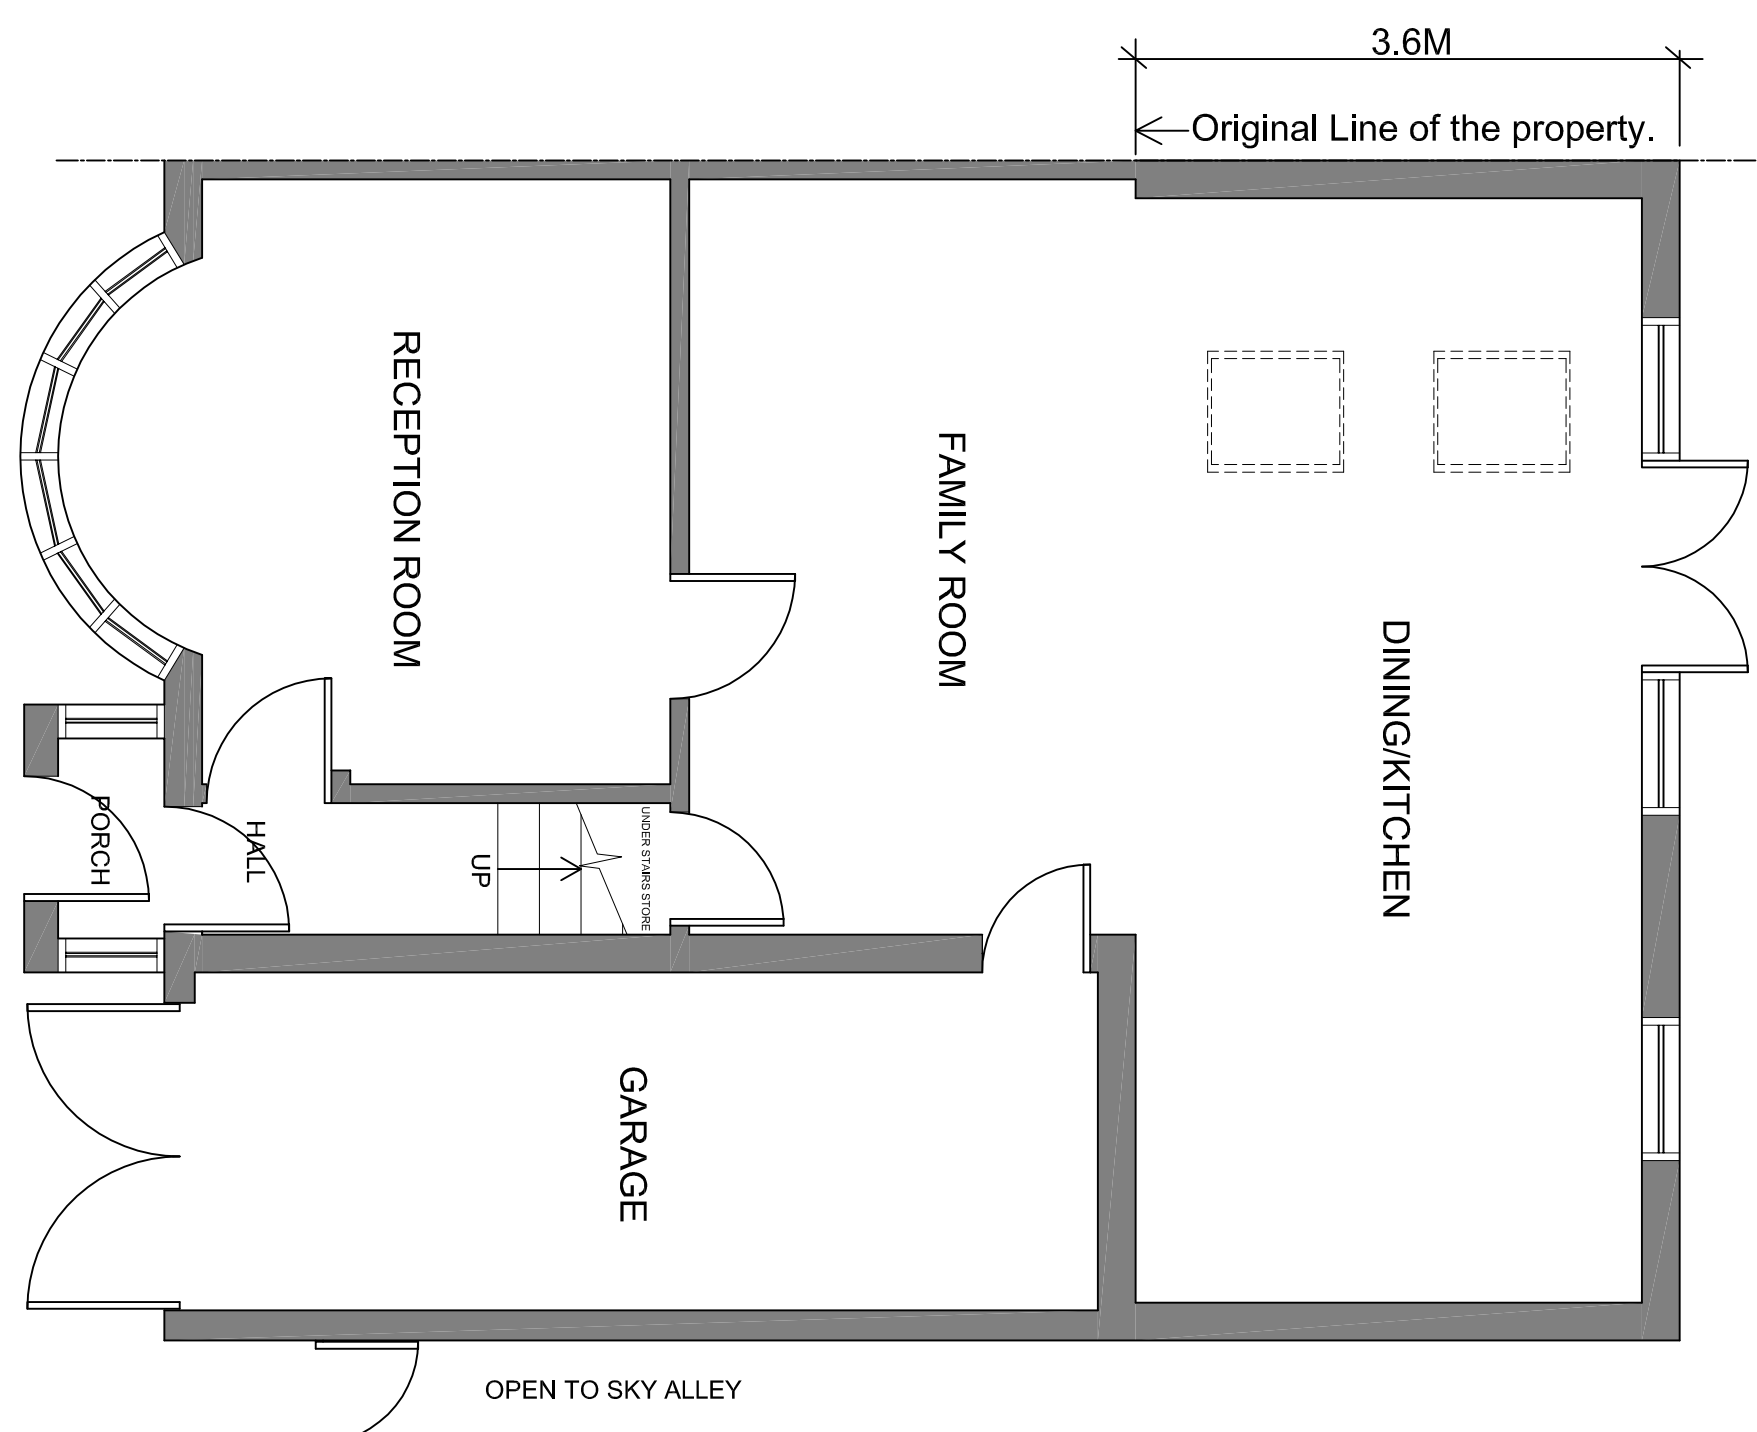 3.6M
Original Line of the property.
RECEPTION ROOM
FAMILY ROOM
DINING/KITCHEN
PORCH
HALL
UP
UNDER STAIRS STORE
GARAGE
OPEN TO SKY ALLEY